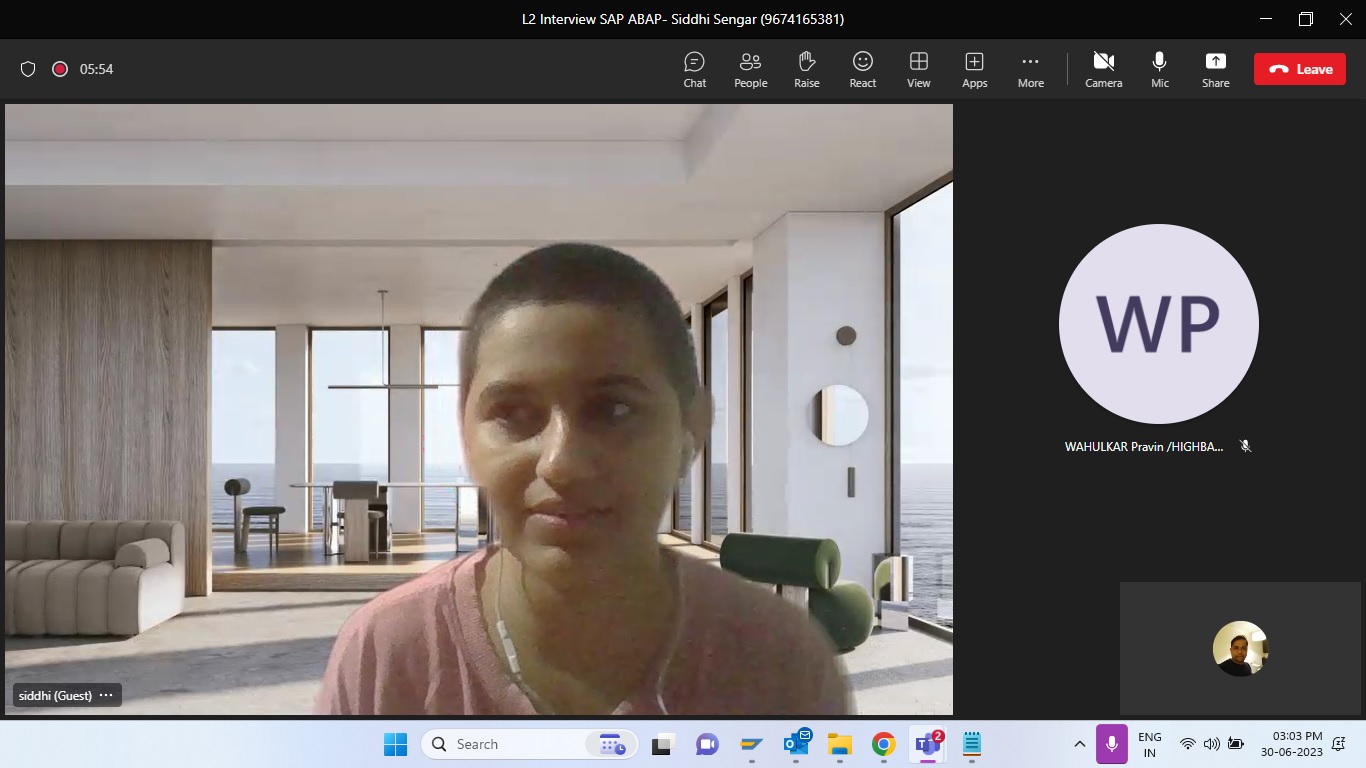 L2 Interview SAP ABAP- Siddhi Sengar (9674165381)
05:54
Chat
People
Raise
React
View
Apps
More
Camera
Mic
Share
Leave
WP
WAHULKAR Pravin /HIGHBA...
siddhi (Guest)
Search
2
ENG
IN
03:03 PM
30-06-2023